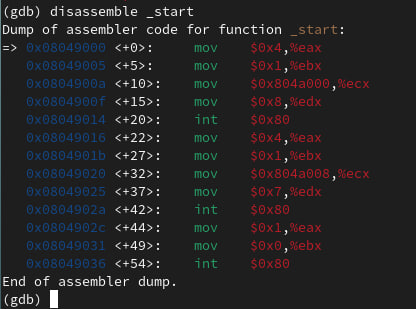 (gdb) disassemble _start
Dump of assembler code for function _start:
=> 0x08049000 <+0>:     mov    $0x4,%eax
   0x08049005 <+5>:     mov    $0x1,%ebx
   0x0804900a <+10>:    mov    $0x804a000,%ecx
   0x0804900f <+15>:    mov    $0x8,%edx
   0x08049014 <+20>:    int    $0x80
   0x08049016 <+22>:    mov    $0x4,%eax
   0x0804901b <+27>:    mov    $0x1,%ebx
   0x08049020 <+32>:    mov    $0x804a008,%ecx
   0x08049025 <+37>:    mov    $0x7,%edx
   0x0804902a <+42>:    int    $0x80
   0x0804902c <+44>:    mov    $0x1,%eax
   0x08049031 <+49>:    mov    $0x0,%ebx
   0x08049036 <+54>:    int    $0x80
End of assembler dump.
(gdb)